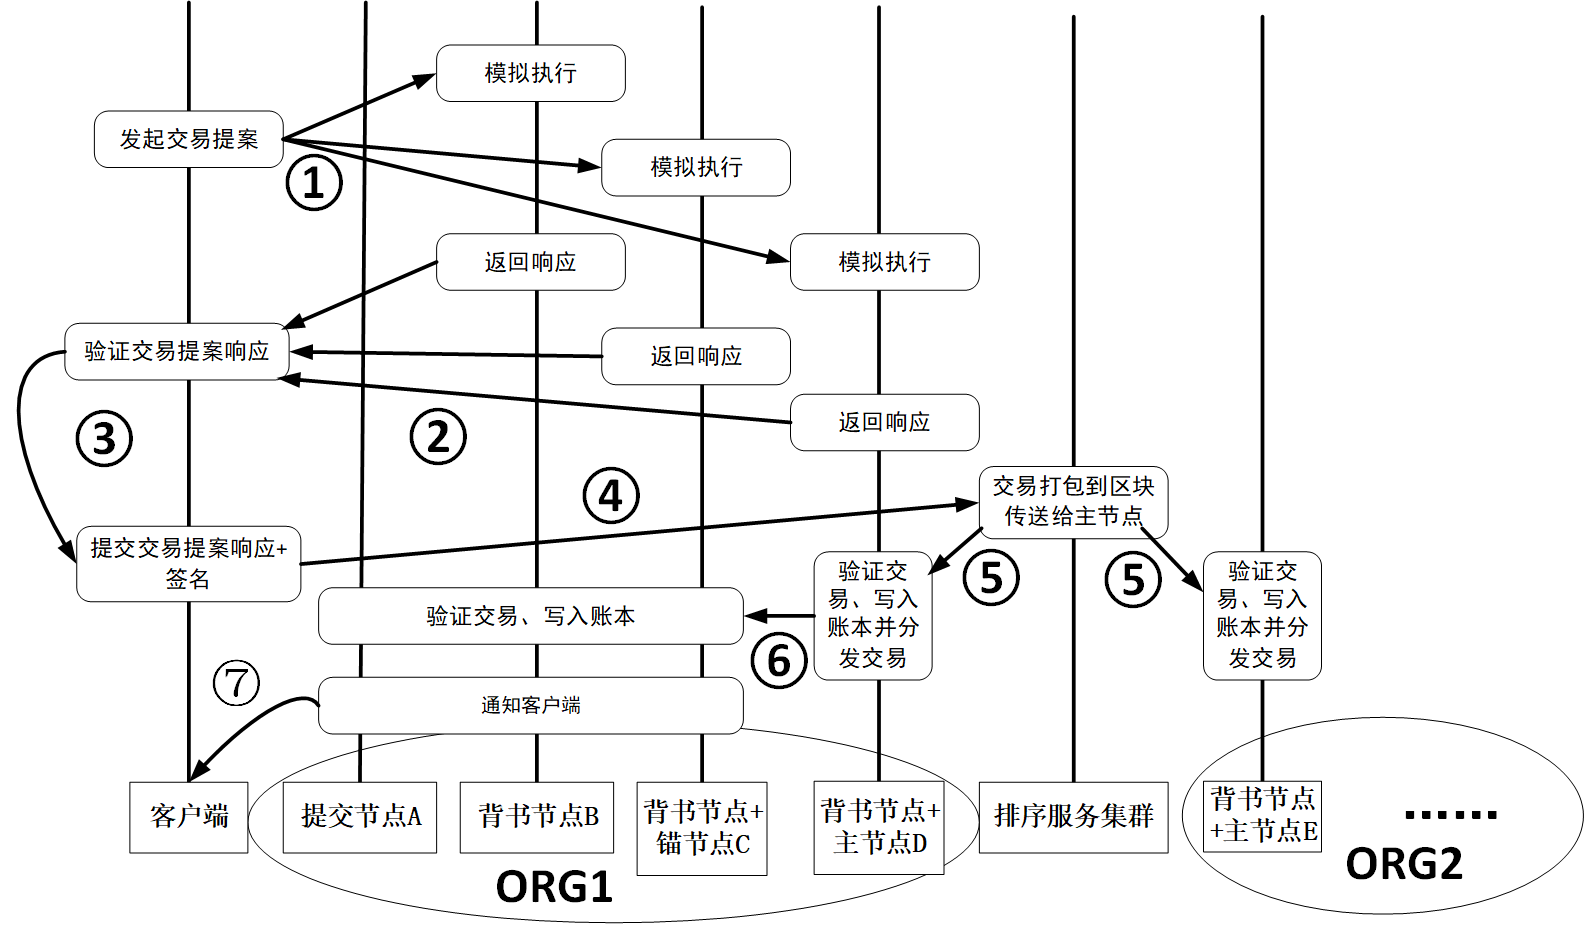 模拟执行
发起交易提案
模拟执行
①
返回响应
模拟执行
验证交易提案响应
返回响应
返回响应
③
②
④
交易打包到区块
传送给主节点
提交交易提案响应+
签名
⑤
⑤
验证交
易、写入
账本并分
发交易
验证交
易、写入
账本并分
发交易
验证交易、写入账本
⑥
⑦
通知客户端
客户端
提交节点A
背书节点B
背书节点+
锚节点C
背书节点+
主节点D
排序服务集群
背书节点
+主节点E
……
ORG1
ORG2